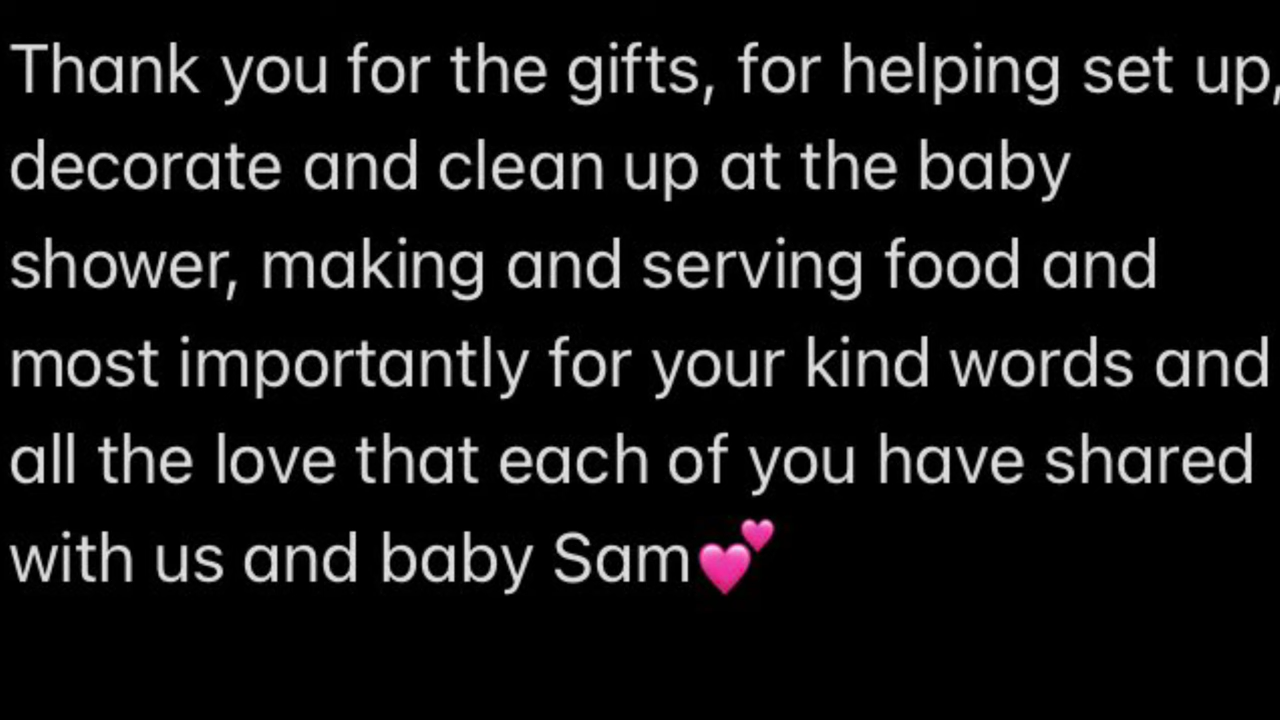 Thank you for the gifts, for helping set up,
decorate and clean up at the baby
shower, making and serving food and
most importantly for your kind words and
all the love that each of you have shared
with us and baby Sam💕